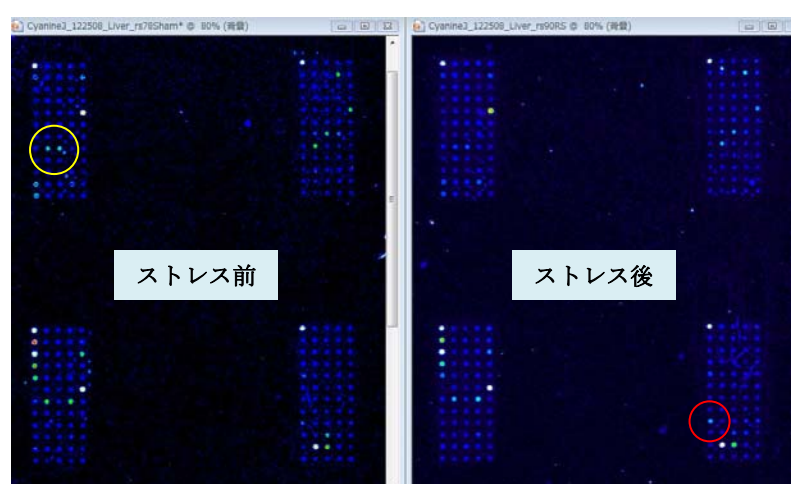 Cyanine3_122508_Liver_rs78Sham* @ 80% (背景)
Cyanine3_122508_Liver_rs90RS @ 80% (背景)
ストレス前
ストレス後